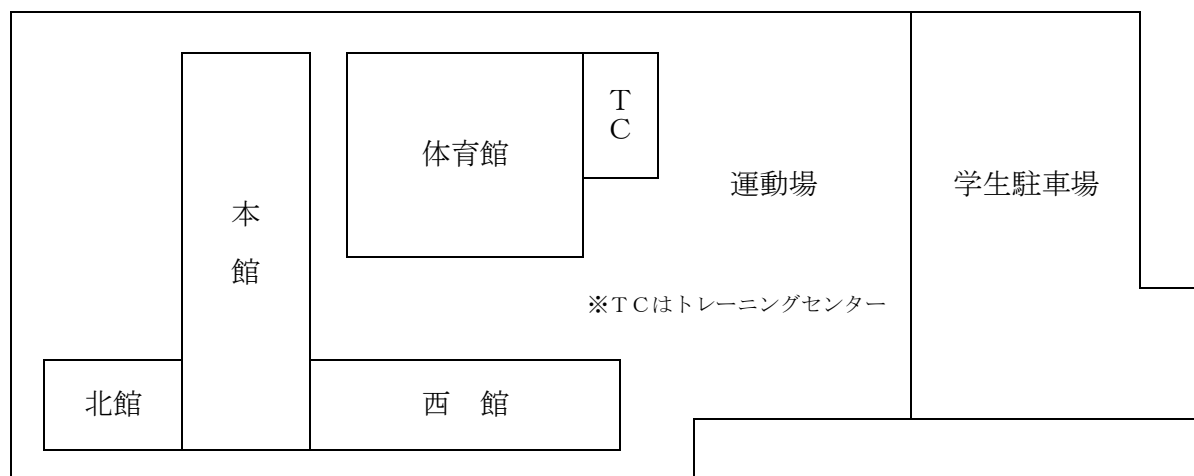 ＴＣ
体育館
運動場
学生駐車場
本館
※ＴＣはトレーニングセンター
北館
西　館